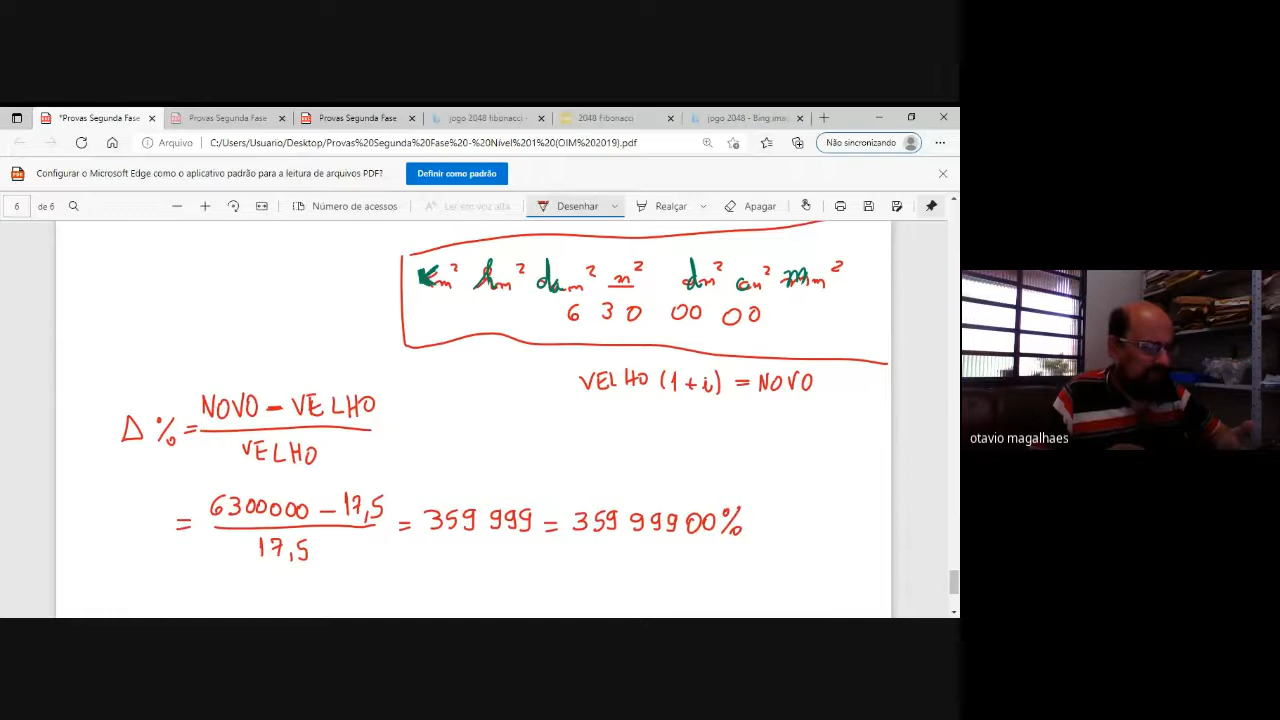 *Provas Segunda Fase
Provas Segunda Fase
Provas Segunda Fase
jogo 2048 fibonacci -
2048 Fibonacci
jogo 2048 - Bing ima
Arquivo
C:/Users/Usuario/Desktop/Provas%20Segunda%20Fase%20-%20Nível%201%20(OIM%202019).pdf
Não sincronizando
Configurar o Microsoft Edge como o aplicativo padrão para a leitura de arquivos PDF?
Definir como padrão
6 de 6
Número de acessos
Ler em voz alta
Desenhar
Realçar
Apagar
km² hm² dam² m² dm² cm² mm²
6 3 0 00 00
VELHO (1 + i) = NOVO
Δ % = NOVO - VELHO / VELHO
= 6300000 - 17,5 / 17,5 = 359 999 = 359 999 00%
otavio magalhaes